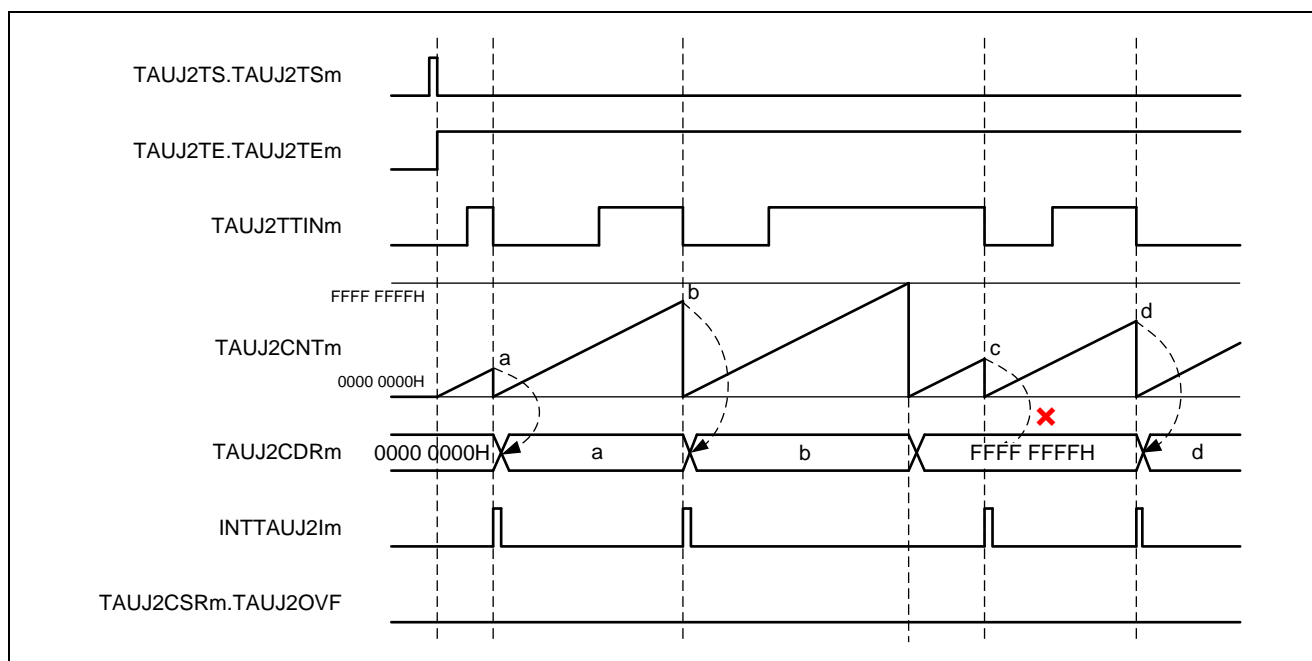 TAUJ2TS.TAUJ2TSm
TAUJ2TE.TAUJ2TEm
TAUJ2TTINm
FFFF FFFFH
b
d
TAUJ2CNTm
a
c
0000 0000H
TAUJ2CDRm
0000 0000H
a
b
FFFF FFFFH
d
INTTAUJ2Im
TAUJ2CSRm.TAUJ2OVF